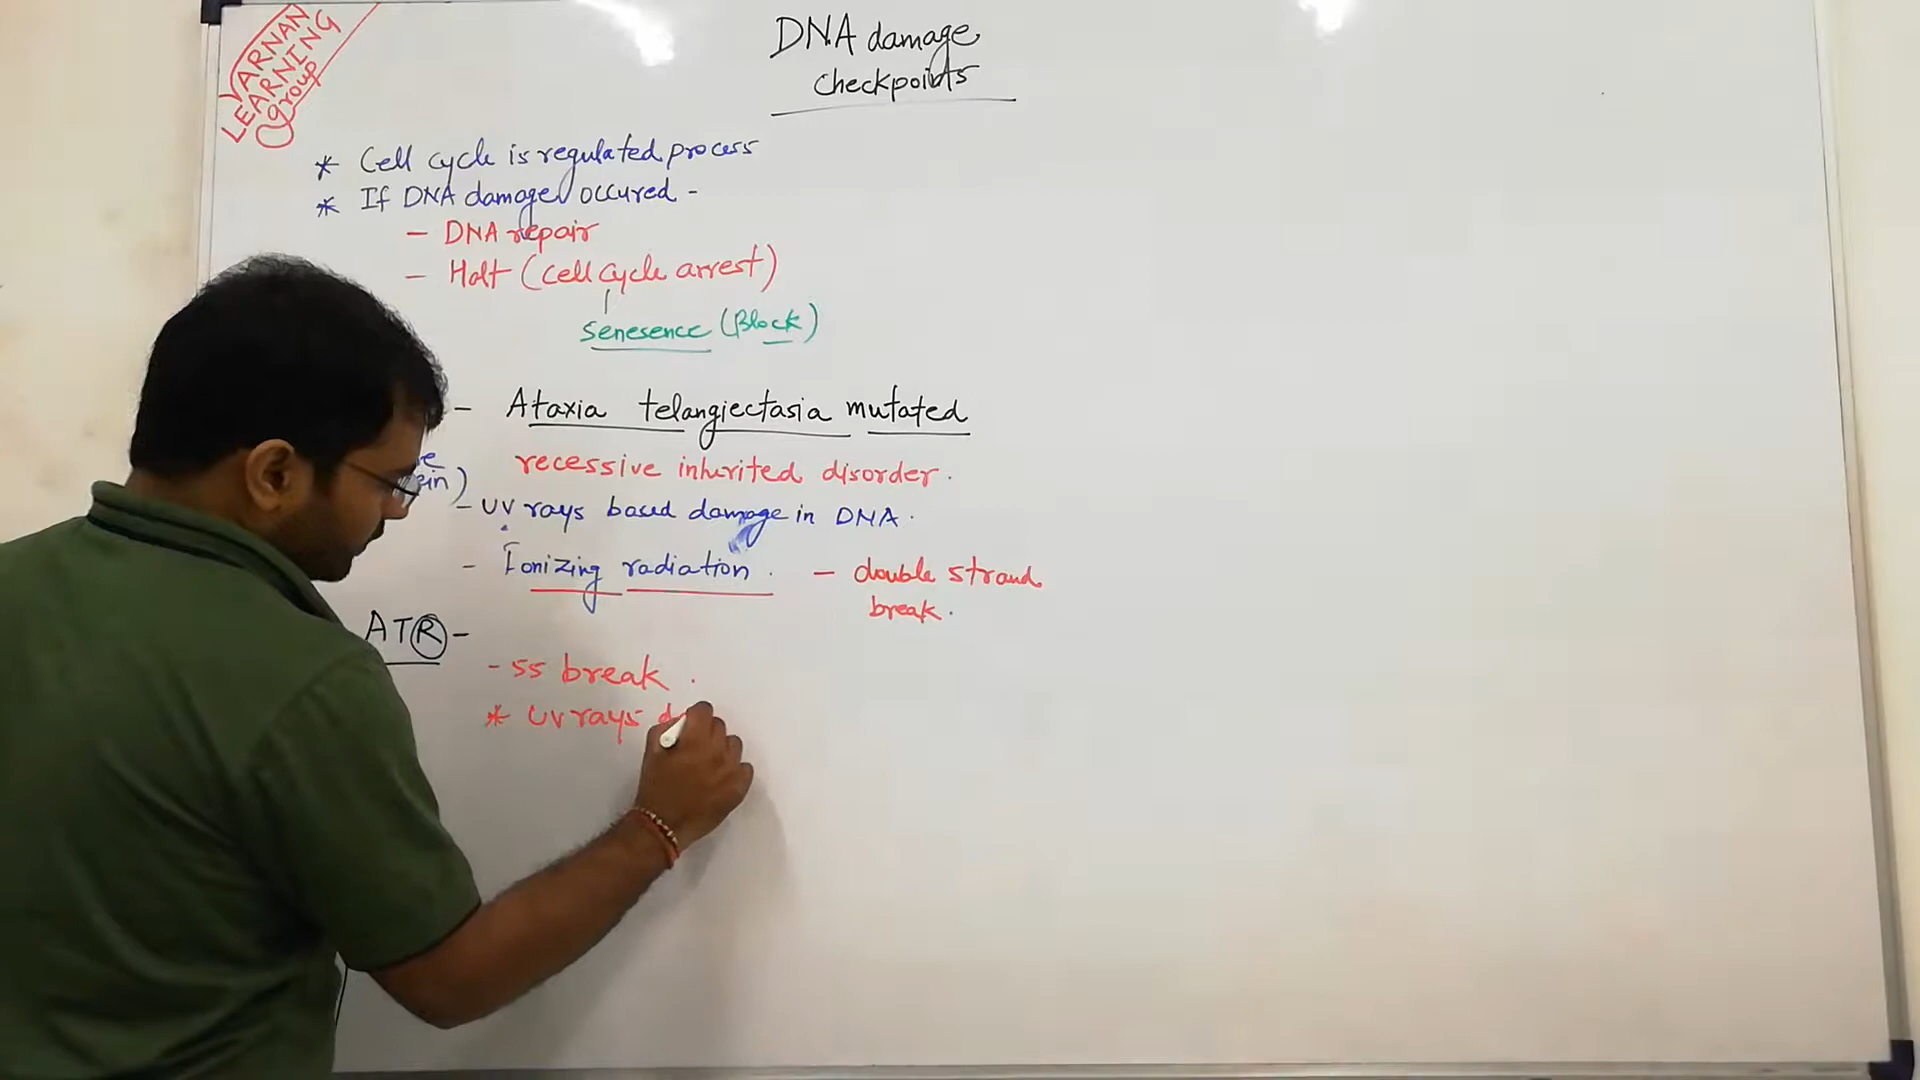 VARNAN
LEARNING
Group
DNA damage
checkpoints
* Cell cycle is regulated process
* If DNA damage occured -
- DNA repair
- Halt (cell cycle arrest)
senesence (Block)
- Ataxia telangiectasia mutated
recessive inherited disorder.
- UV rays based damage in DNA.
- Ionizing radiation. - double strand
break.
ATR -
- ss break.
* UV rays